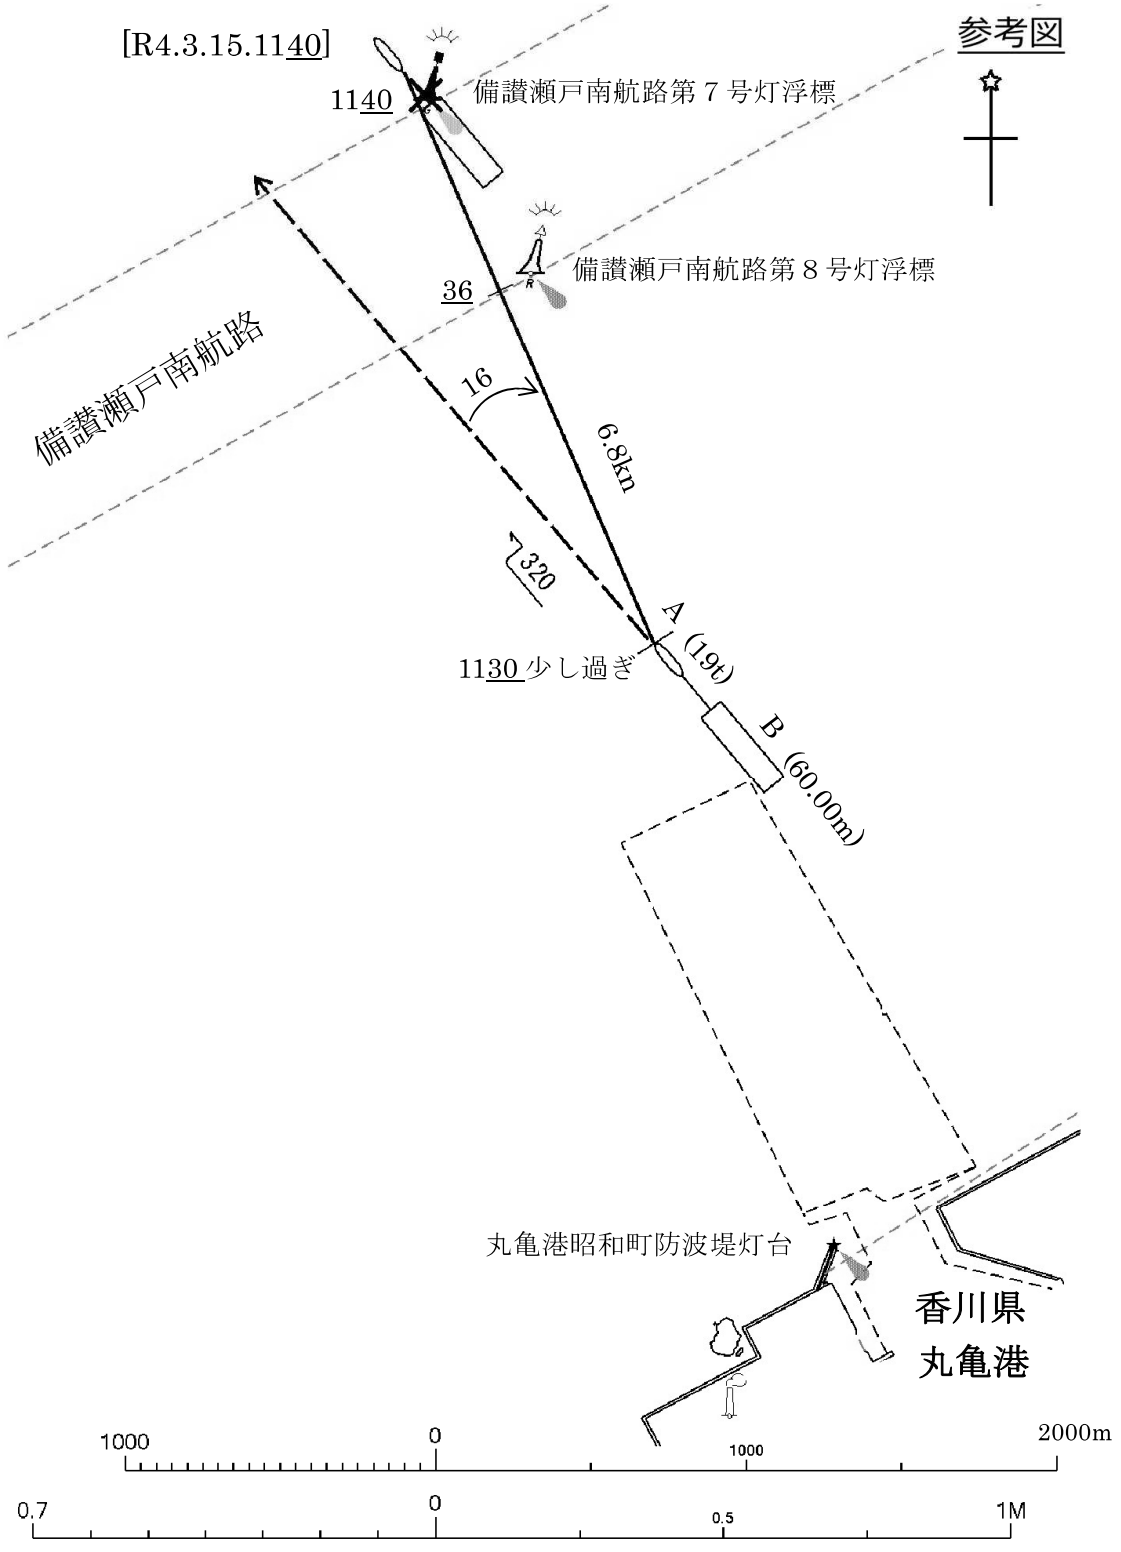 参考図
[R4.3.15.1140]
1140
備讃瀬戸南航路第７号灯浮標
G
備讃瀬戸南航路第８号灯浮標
R
36
備讃瀬戸南航路
16
6.8kn
320
A
(19t)
1130少し過ぎ
B
(60.00m)
丸亀港昭和町防波堤灯台
香川県
丸亀港
1000 0 1000 2000m
0.7 0 0.5 1M